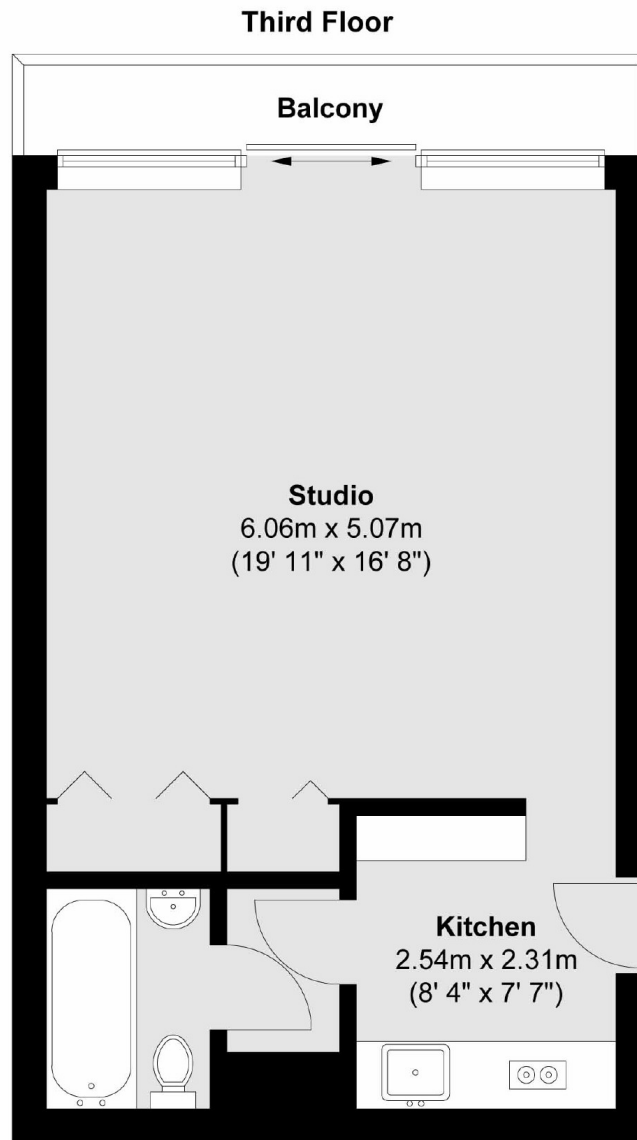 Third Floor
Balcony
Studio
6.06m x 5.07m
(19' 11" x 16' 8")
Kitchen
2.54m x 2.31m
(8' 4" x 7' 7")